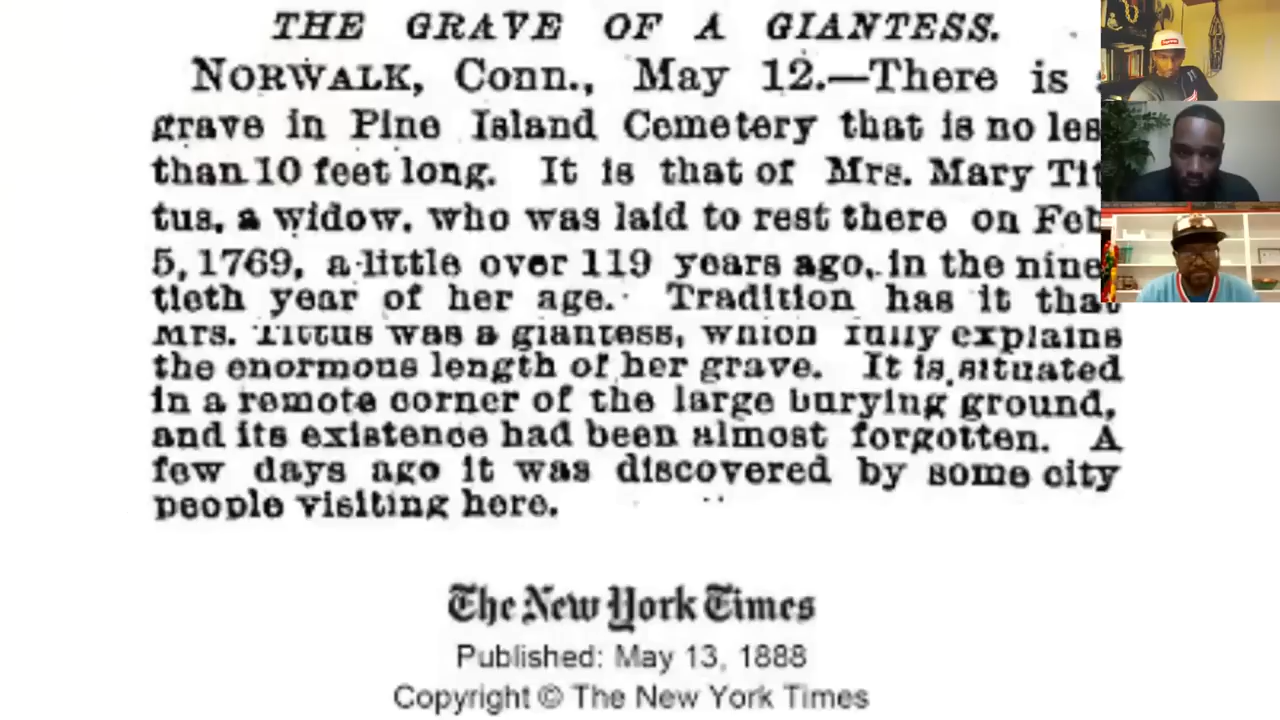 THE GRAVE OF A GIANTESS.
NORWALK, Conn., May 12.—There is
grave in Pine Island Cemetery that is no les
than 10 feet long. It is that of Mrs. Mary Tit
tus, a widow, who was laid to rest there on Feb
5, 1769, a little over 119 years ago, in the nine
tieth year of her age. Tradition has it that
Mrs. Tittus was a giantess, which fully explains
the enormous length of her grave. It is situated
in a remote corner of the large burying ground,
and its existence had been almost forgotten. A
few days ago it was discovered by some city
people visiting here.
The New York Times
Published: May 13, 1888
Copyright © The New York Times